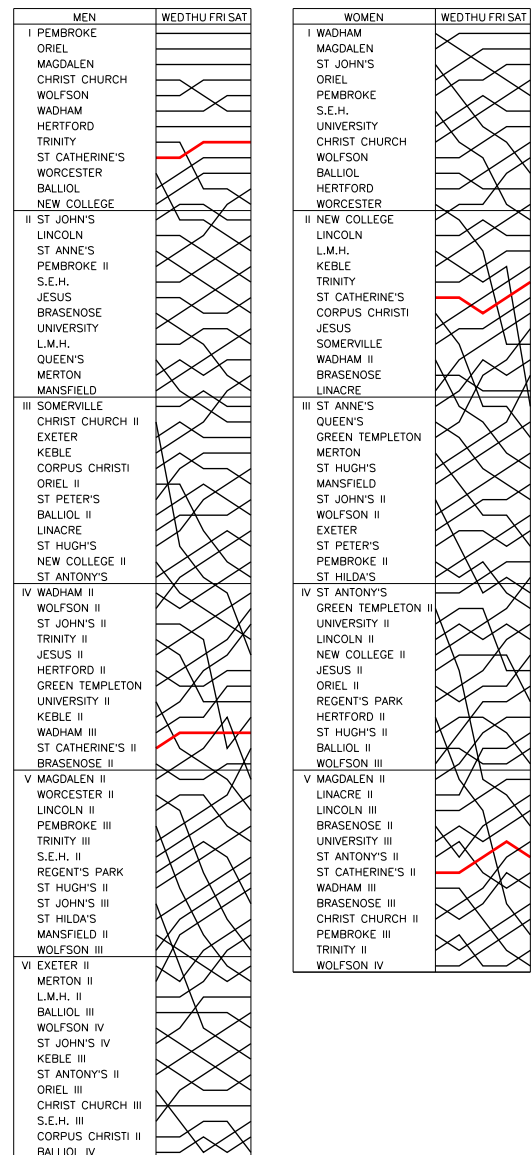 MEN WED THU FRI SAT
I PEMBROKE
ORIEL
MAGDALEN
CHRIST CHURCH
WOLFSON
WADHAM
HERTFORD
TRINITY
ST CATHERINE'S
WORCESTER
BALLIOL
NEW COLLEGE
II ST JOHN'S
LINCOLN
ST ANNE'S
PEMBROKE II
S.E.H.
JESUS
BRASENOSE
UNIVERSITY
L.M.H.
QUEEN'S
MERTON
MANSFIELD
III SOMERVILLE
CHRIST CHURCH II
EXETER
KEBLE
CORPUS CHRISTI
ORIEL II
ST PETER'S
BALLIOL II
LINACRE
ST HUGH'S
NEW COLLEGE II
ST ANTONY'S
IV WADHAM II
WOLFSON II
ST JOHN'S II
TRINITY II
JESUS II
HERTFORD II
GREEN TEMPLETON
UNIVERSITY II
KEBLE II
WADHAM III
ST CATHERINE'S II
BRASENOSE II
V MAGDALEN II
WORCESTER II
LINCOLN II
PEMBROKE III
TRINITY III
S.E.H. II
REGENT'S PARK
ST HUGH'S II
ST JOHN'S III
ST HILDA'S
MANSFIELD II
WOLFSON III
VI EXETER II
MERTON II
L.M.H. II
BALLIOL III
WOLFSON IV
ST JOHN'S IV
KEBLE III
ST ANTONY'S II
ORIEL III
CHRIST CHURCH III
S.E.H. III
CORPUS CHRISTI II
BALLIOL IV
WOMEN WED THU FRI SAT
I WADHAM
MAGDALEN
ST JOHN'S
ORIEL
PEMBROKE
S.E.H.
UNIVERSITY
CHRIST CHURCH
WOLFSON
BALLIOL
HERTFORD
WORCESTER
II NEW COLLEGE
LINCOLN
L.M.H.
KEBLE
TRINITY
ST CATHERINE'S
CORPUS CHRISTI
JESUS
SOMERVILLE
WADHAM II
BRASENOSE
LINACRE
III ST ANNE'S
QUEEN'S
GREEN TEMPLETON
MERTON
ST HUGH'S
MANSFIELD
ST JOHN'S II
WOLFSON II
EXETER
ST PETER'S
PEMBROKE II
ST HILDA'S
IV ST ANTONY'S
GREEN TEMPLETON II
UNIVERSITY II
LINCOLN II
NEW COLLEGE II
JESUS II
ORIEL II
REGENT'S PARK
HERTFORD II
ST HUGH'S II
BALLIOL II
WOLFSON III
V MAGDALEN II
LINACRE II
LINCOLN III
BRASENOSE II
UNIVERSITY III
ST ANTONY'S II
ST CATHERINE'S II
WADHAM III
BRASENOSE III
CHRIST CHURCH II
PEMBROKE III
TRINITY II
WOLFSON IV